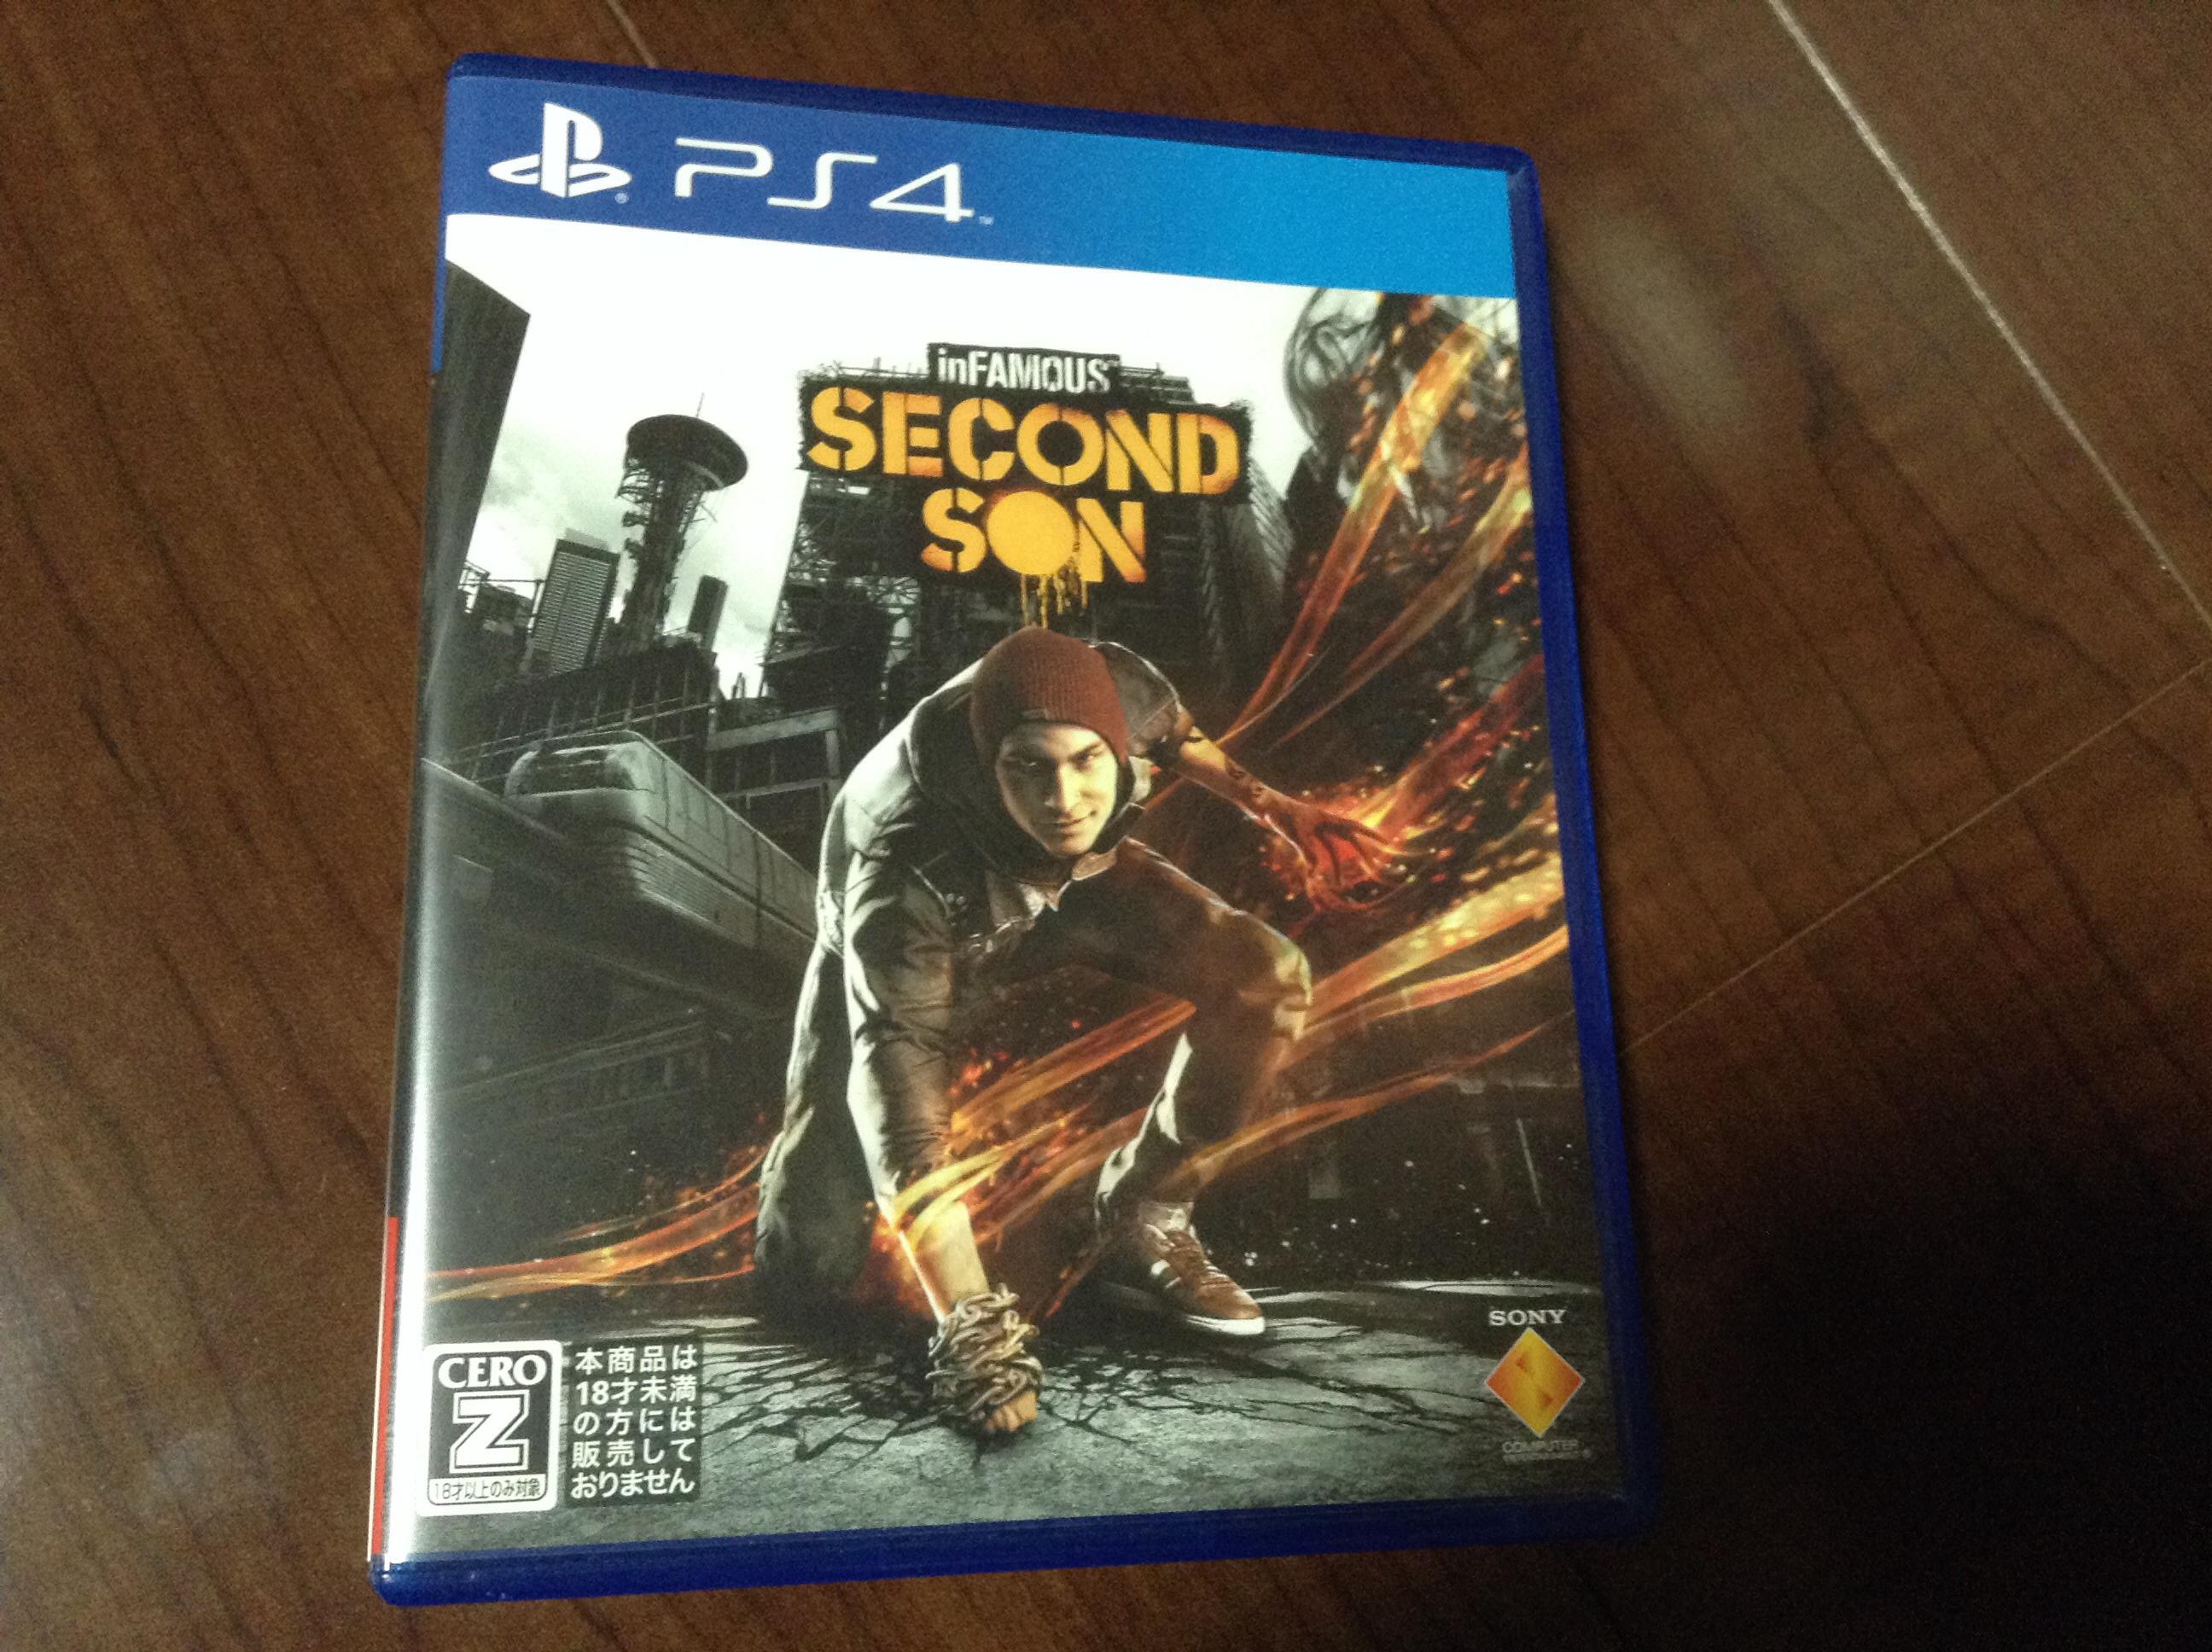 PS4
inFAMOUS
SECOND
SON
SONY
COMPUTER
CERO
Z
18才以上のみ対象
本商品は
18才未満
の方には
販売して
おりません